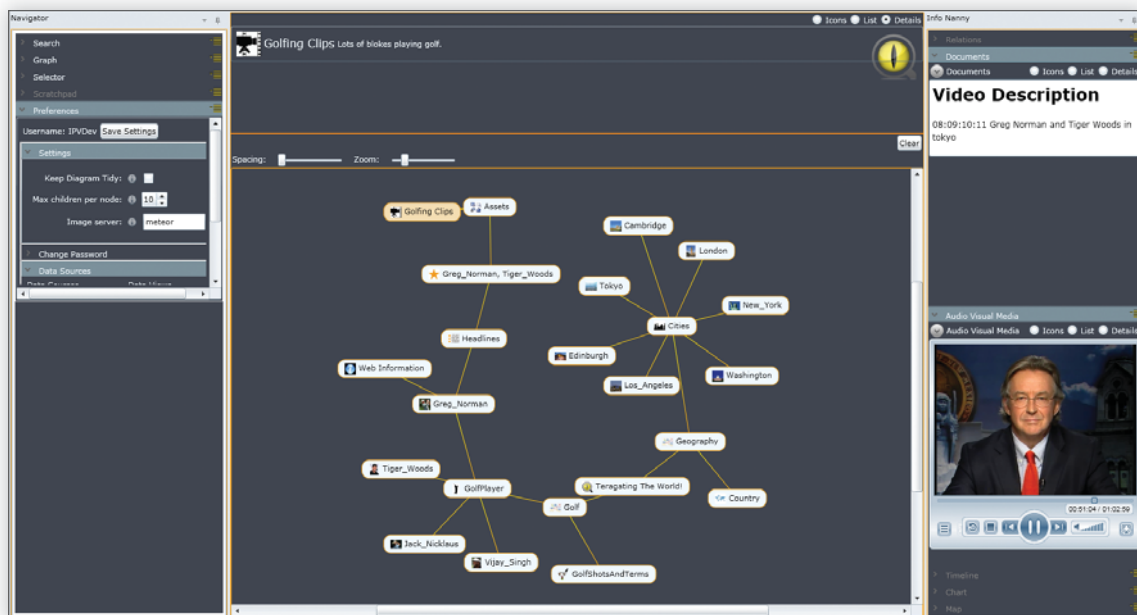 Navigator
Search
Graph
Selector
Scratchpad
Preferences
Username: IPVDev Save Settings
Settings
Keep Diagram Tidy:
Max children per node: 10
Image server: meteor
Change Password
Data Sources
Data Sources Data Views
Icons List Details
Golfing Clips Lots of blokes playing golf.
Clear
Spacing: Zoom:
Golfing Clips
Assets
Greg_Norman, Tiger_Woods
Headlines
Web Information
Greg_Norman
Tiger_Woods
GolfPlayer
Jack_Nicklaus
Vijay_Singh
Golf
GolfShotsAndTerms
Teragating The World!
Geography
Country
Cities
Cambridge
London
Tokyo
New_York
Edinburgh
Los_Angeles
Washington
Info Nanny
Relations
Documents
Documents Icons List Details
Video Description
08:09:10:11 Greg Norman and Tiger Woods in
tokyo
Audio Visual Media
Audio Visual Media Icons List Details
00:51:04 / 01:02:59
Timeline
Chart
Map